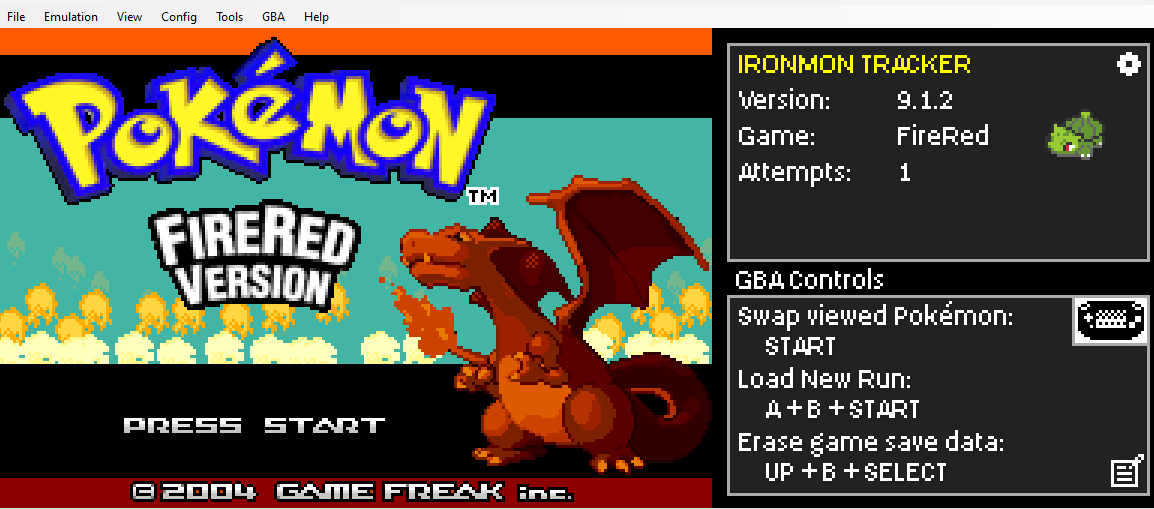 File Emulation View Config Tools GBA Help
POKéMON
TM
FIRERED
VERSION
PRESS START
© 2004 GAME FREAK inc.
IRONMON TRACKER
Version: 9.1.2
Game: FireRed
Attempts: 1
GBA Controls
Swap viewed Pokémon:
START
Load New Run:
A + B + START
Erase game save data:
UP + B + SELECT